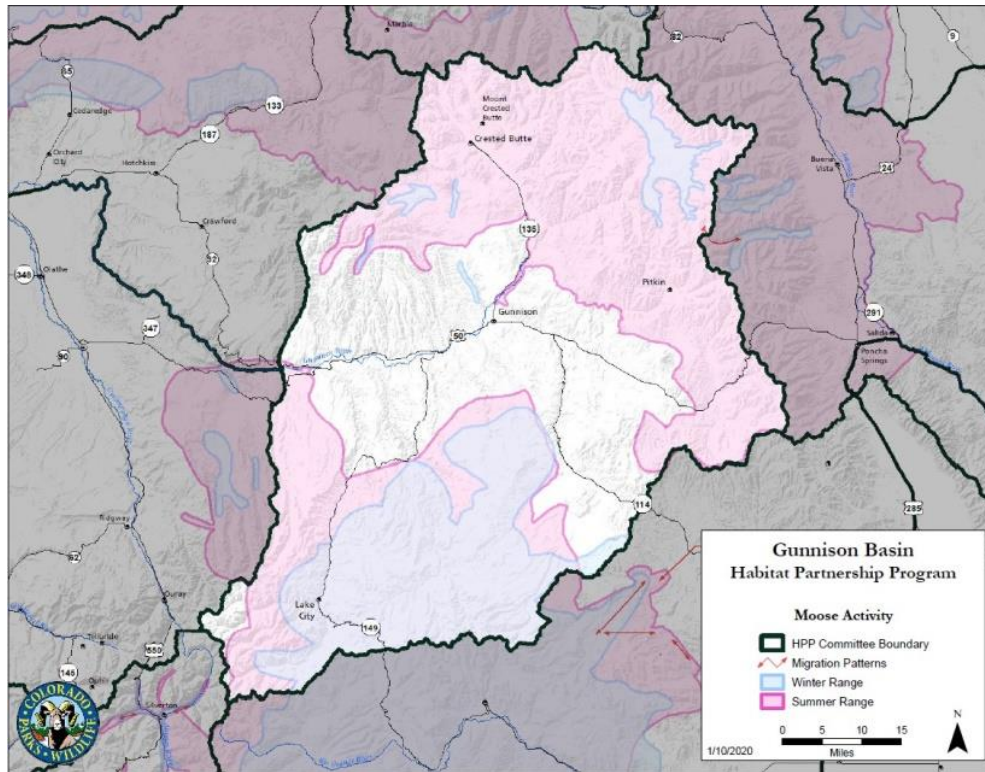 Marble
82
9
65
Cedaredge
133
Mount
Crested
Butte
187
Crested Butte
Orchard
City
Hotchkiss
Buena
Vista
24
Crawford
135
92
348
Olathe
Pitkin
291
347
Gunnison
Salida
50
90
Poncha
Springs
114
285
Ridgway
62
Lake
City
Ouray
149
Telluride
550
145
Ophir
Silverton
COLORADO
PARKS
WILDLIFE
Gunnison Basin
Habitat Partnership Program
Moose Activity
HPP Committee Boundary
Migration Patterns
Winter Range
Summer Range
N
0 5 10 15
Miles
1/10/2020